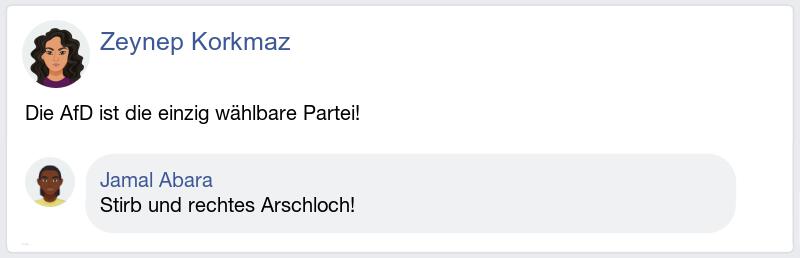 Zeynep Korkmaz
Die AfD ist die einzig wählbare Partei!
Jamal Abara
Stirb und rechtes Arschloch!